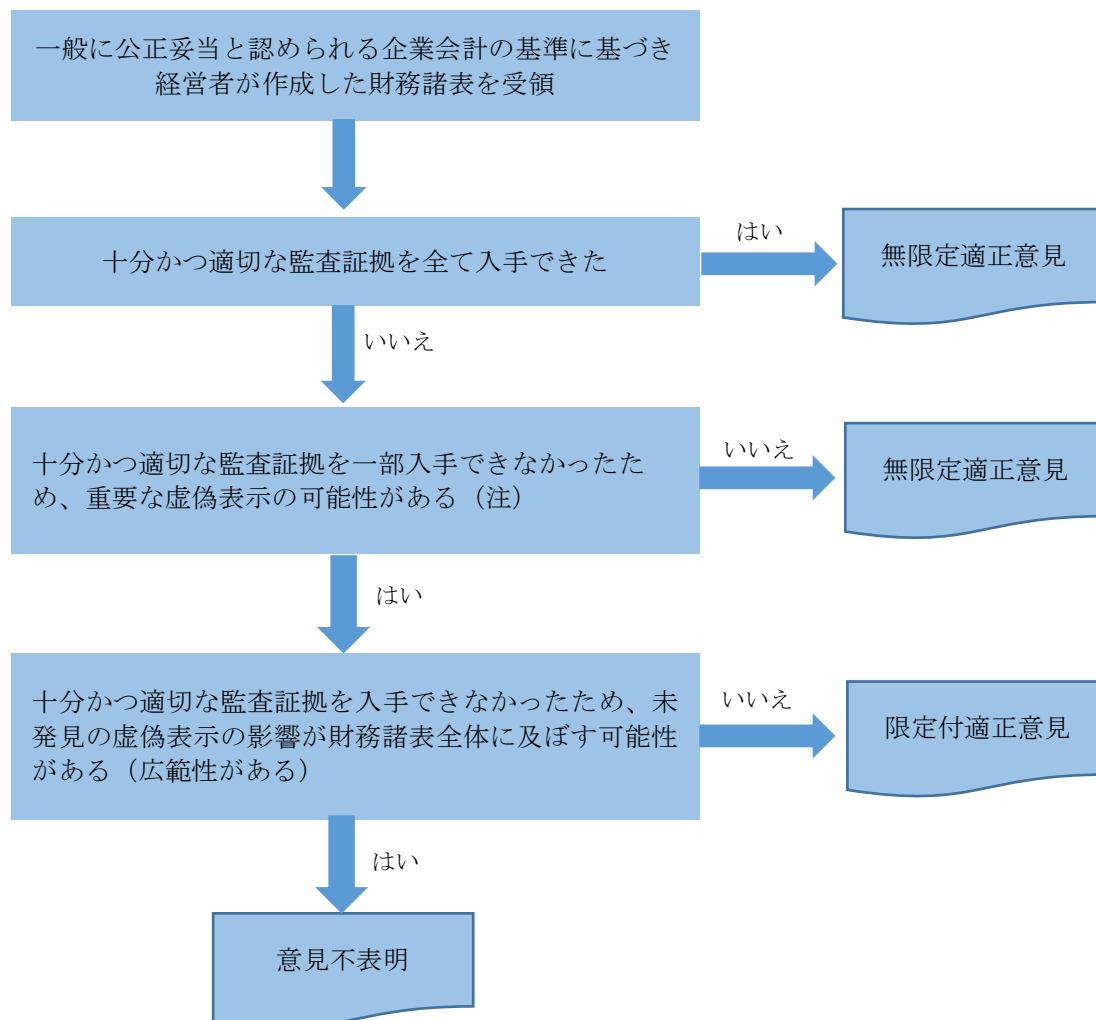 一般に公正妥当と認められる企業会計の基準に基づき
経営者が作成した財務諸表を受領
はい
十分かつ適切な監査証拠を全て入手できた
無限定適正意見
いいえ
十分かつ適切な監査証拠を一部入手できなかったた
め、重要な虚偽表示の可能性がある（注）
いいえ
無限定適正意見
はい
十分かつ適切な監査証拠を入手できなかったため、未
発見の虚偽表示の影響が財務諸表全体に及ぼす可能性
がある（広範性がある）
いいえ
限定付適正意見
はい
意見不表明